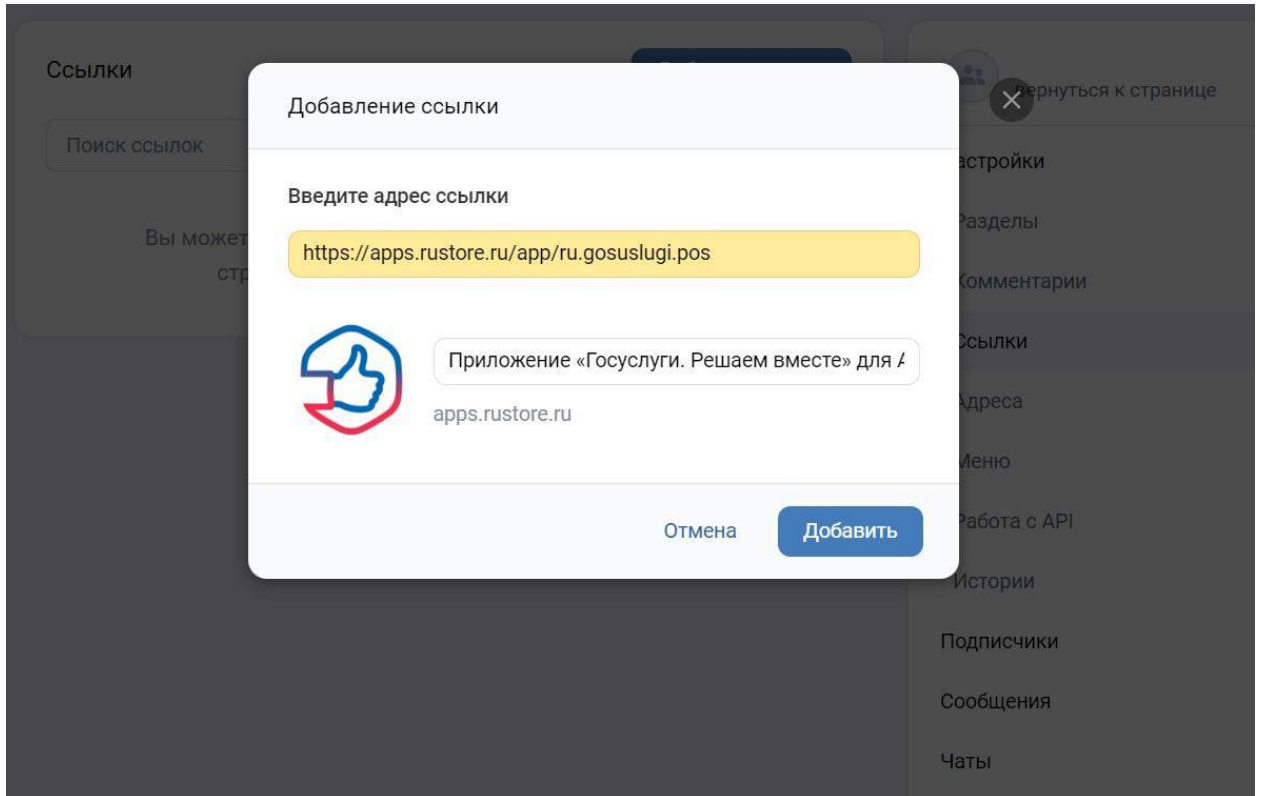 Ссылки
вернуться к странице
Добавление ссылки
Поиск ссылок
Настройки
Введите адрес ссылки
Разделы
Вы может
https://apps.rustore.ru/app/ru.gosuslugi.pos
стр
Комментарии
Ссылки
Приложение «Госуслуги. Решаем вместе» для A
Адреса
apps.rustore.ru
Меню
Отмена
Добавить
Работа с API
Истории
Подписчики
Сообщения
Чаты